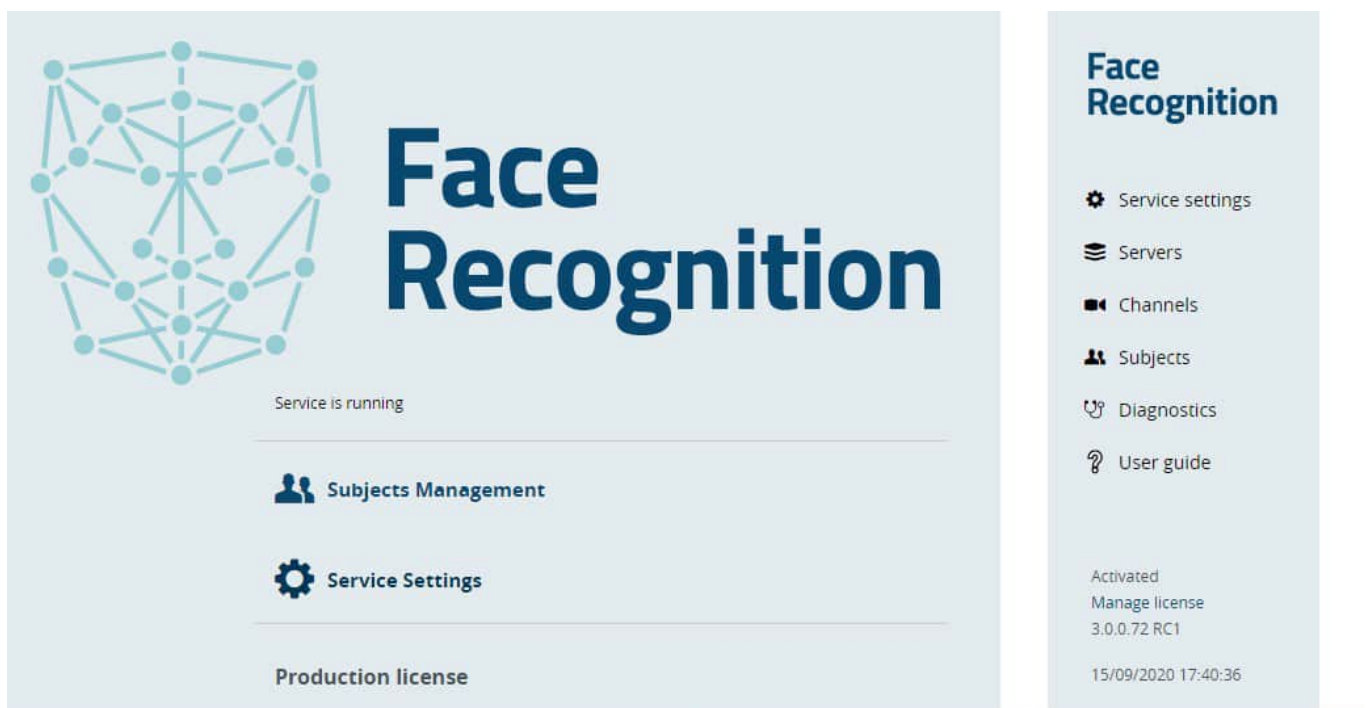 Face
Recognition
Service is running
Subjects Management
Service Settings
Production license
Face
Recognition
Service settings
Servers
Channels
Subjects
Diagnostics
User guide
Activated
Manage license
3.0.0.72 RC1
15/09/2020 17:40:36